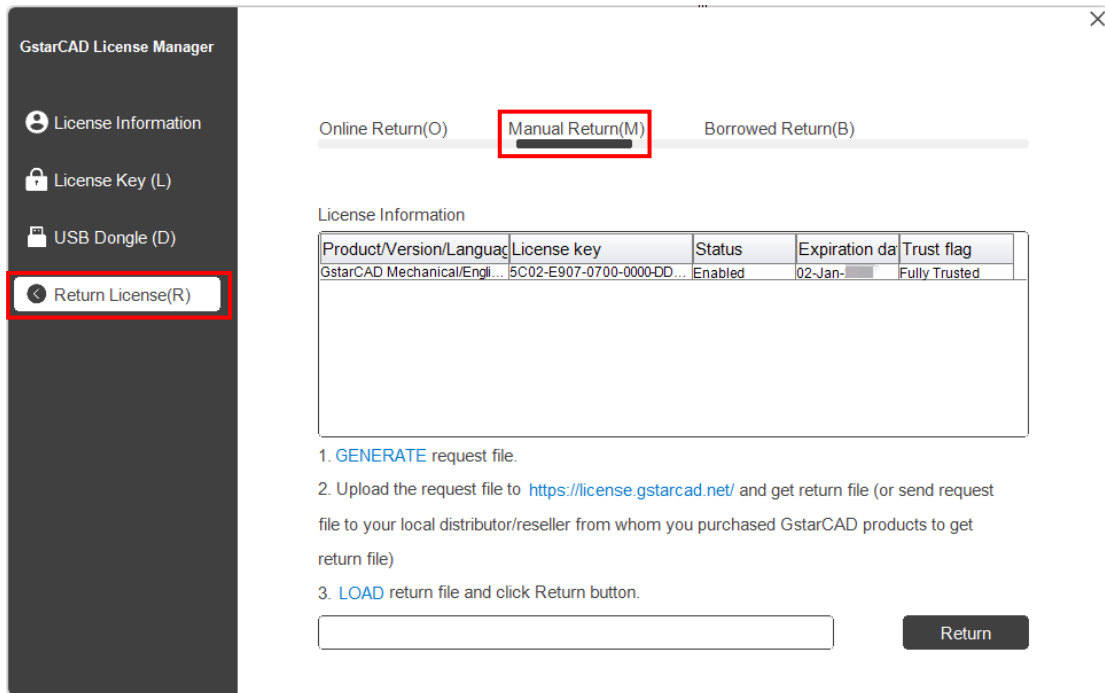 GstarCAD License Manager
License Information
License Key (L)
USB Dongle (D)
Return License(R)
Online Return(O) Manual Return(M) Borrowed Return(B)
License Information
Product/Version/Languag License key Status Expiration da Trust flag
GstarCAD Mechanical/Engli... 5C02-E907-0700-0000-DD... Enabled 02-Jan- Fully Trusted
1. GENERATE request file.
2. Upload the request file to https://license.gstarcad.net/ and get return file (or send request
file to your local distributor/reseller from whom you purchased GstarCAD products to get
return file)
3. LOAD return file and click Return button.
Return